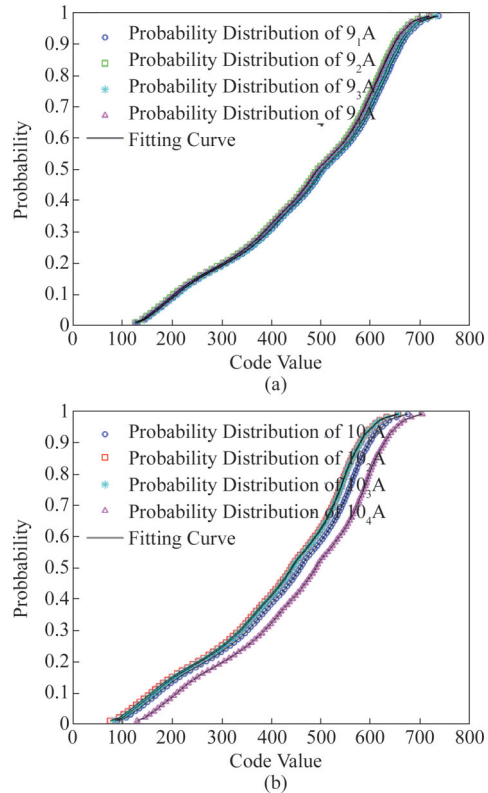 1
0.9
0.8
0.7
0.6
0.5
0.4
0.3
0.2
0.1
0
Probbability
Probability Distribution of 9₁A
Probability Distribution of 9₂A
Probability Distribution of 9₃A
Probability Distribution of A
Fitting Curve
0 100 200 300 400 500 600 700 800
Code Value
(a)
1
0.9
0.8
0.7
0.6
0.5
0.4
0.3
0.2
0.1
0
Probbability
Probability Distribution of 10 A
Probability Distribution of 10₂A
Probability Distribution of 10₃A
Probability Distribution of 10₄A
Fitting Curve
0 100 200 300 400 500 600 700 800
Code Value
(b)